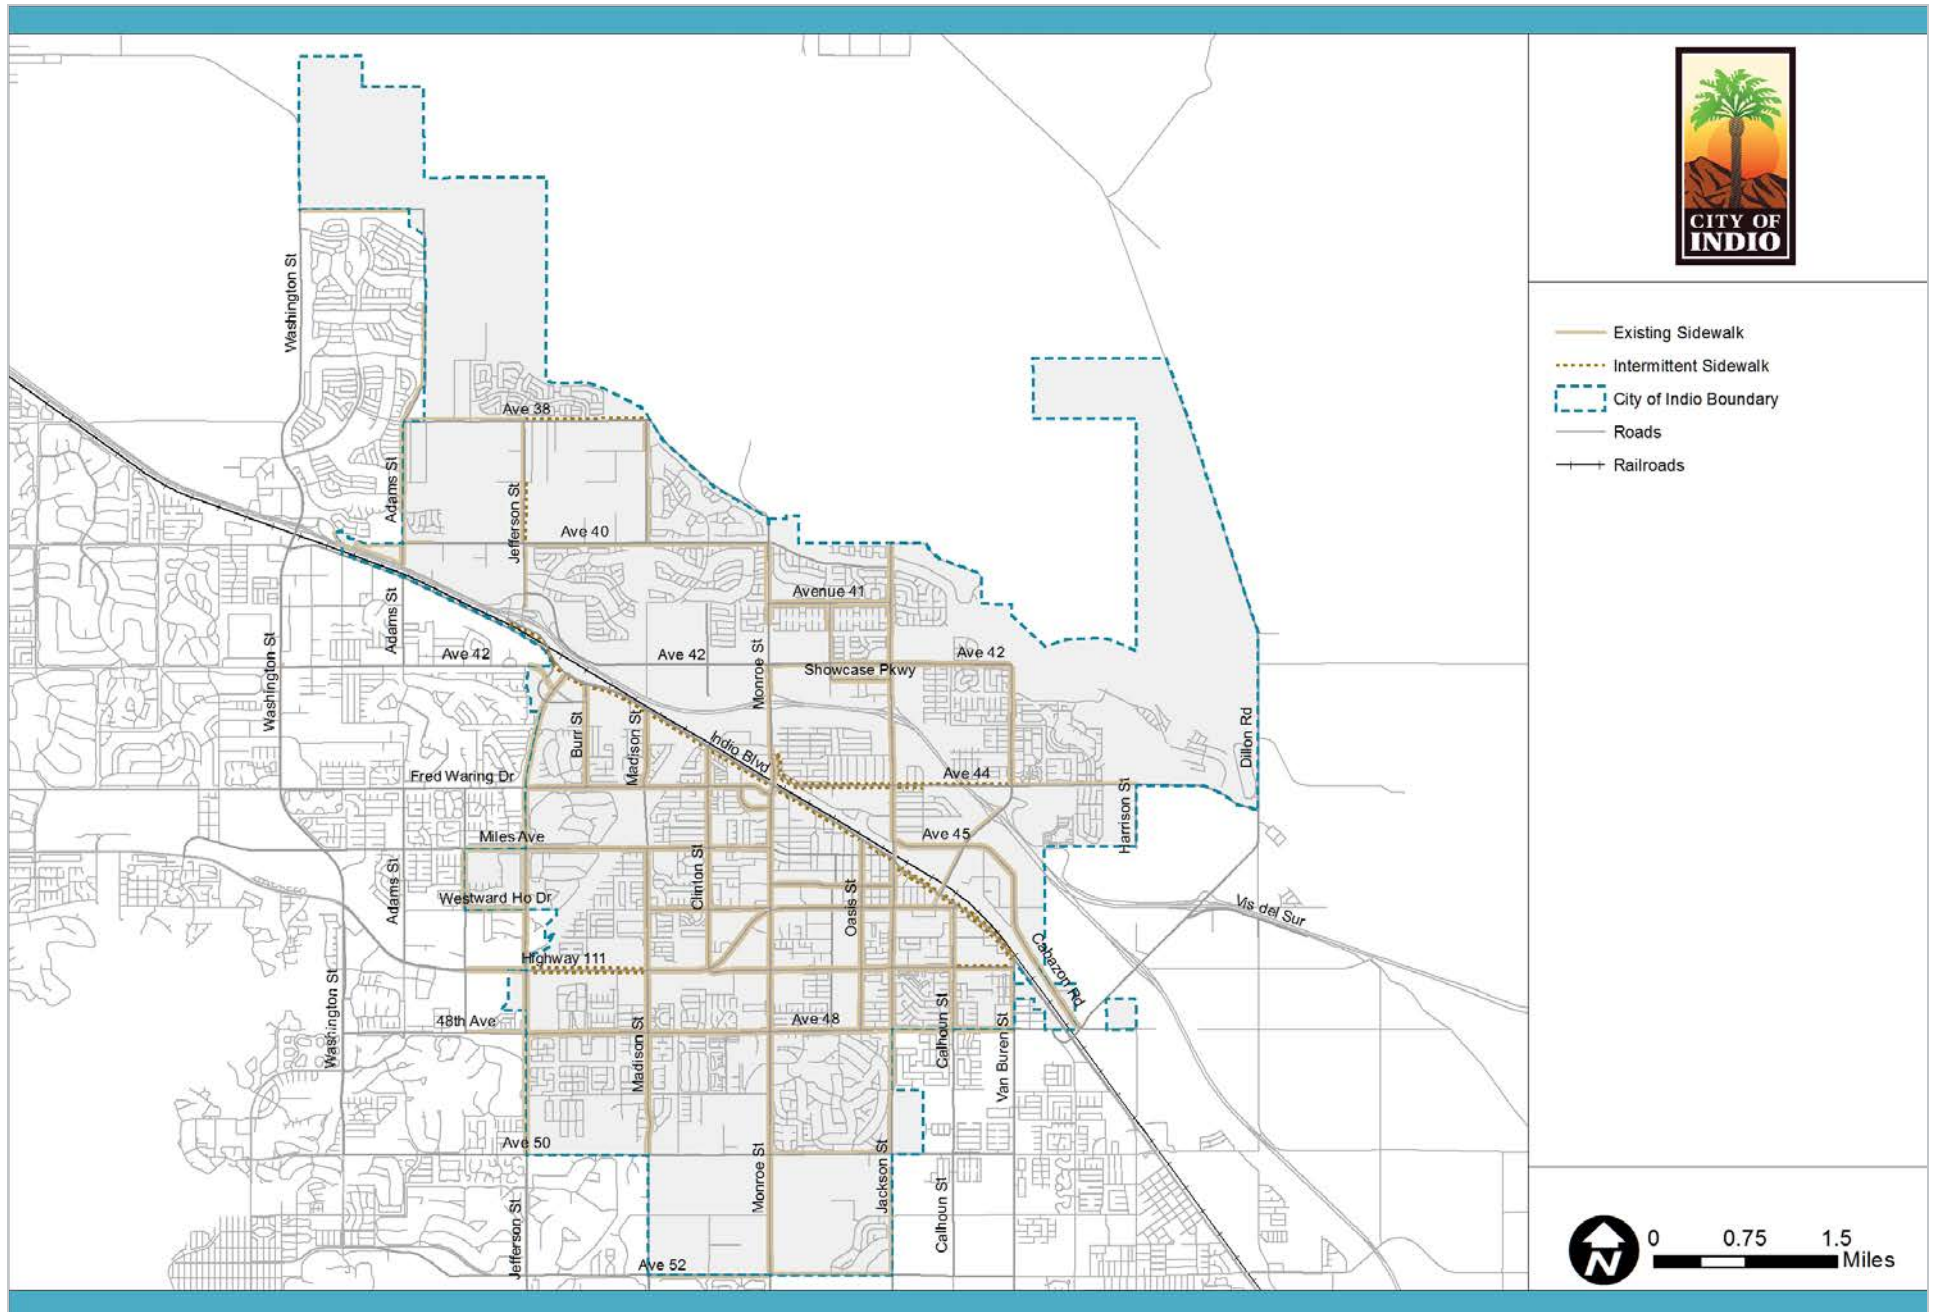 CITY OF
INDIO
Existing Sidewalk
Intermittent Sidewalk
City of Indio Boundary
Roads
Railroads
Washington St
Ave 38
Adams St
Jefferson St
Ave 40
Avenue 41
Adams St
Washington St
Ave 42
Ave 42
Monroe St
Ave 42
Showcase Pkwy
Burr St
Madison St
Indio Blvd
Dillon Rd
Fred Waring Dr
Ave 44
Harrison St
Miles Ave
Ave 45
Adams St
Clinton St
Westward Ho Dr
Oasis St
Vis del Sur
Highway 111
Cabazon Rd
Washington St
48th Ave
Madison St
Ave 48
Calhoun St
Van Buren St
Ave 50
Monroe St
Jackson St
Calhoun St
Jefferson St
Ave 52
N
0 0.75 1.5
Miles